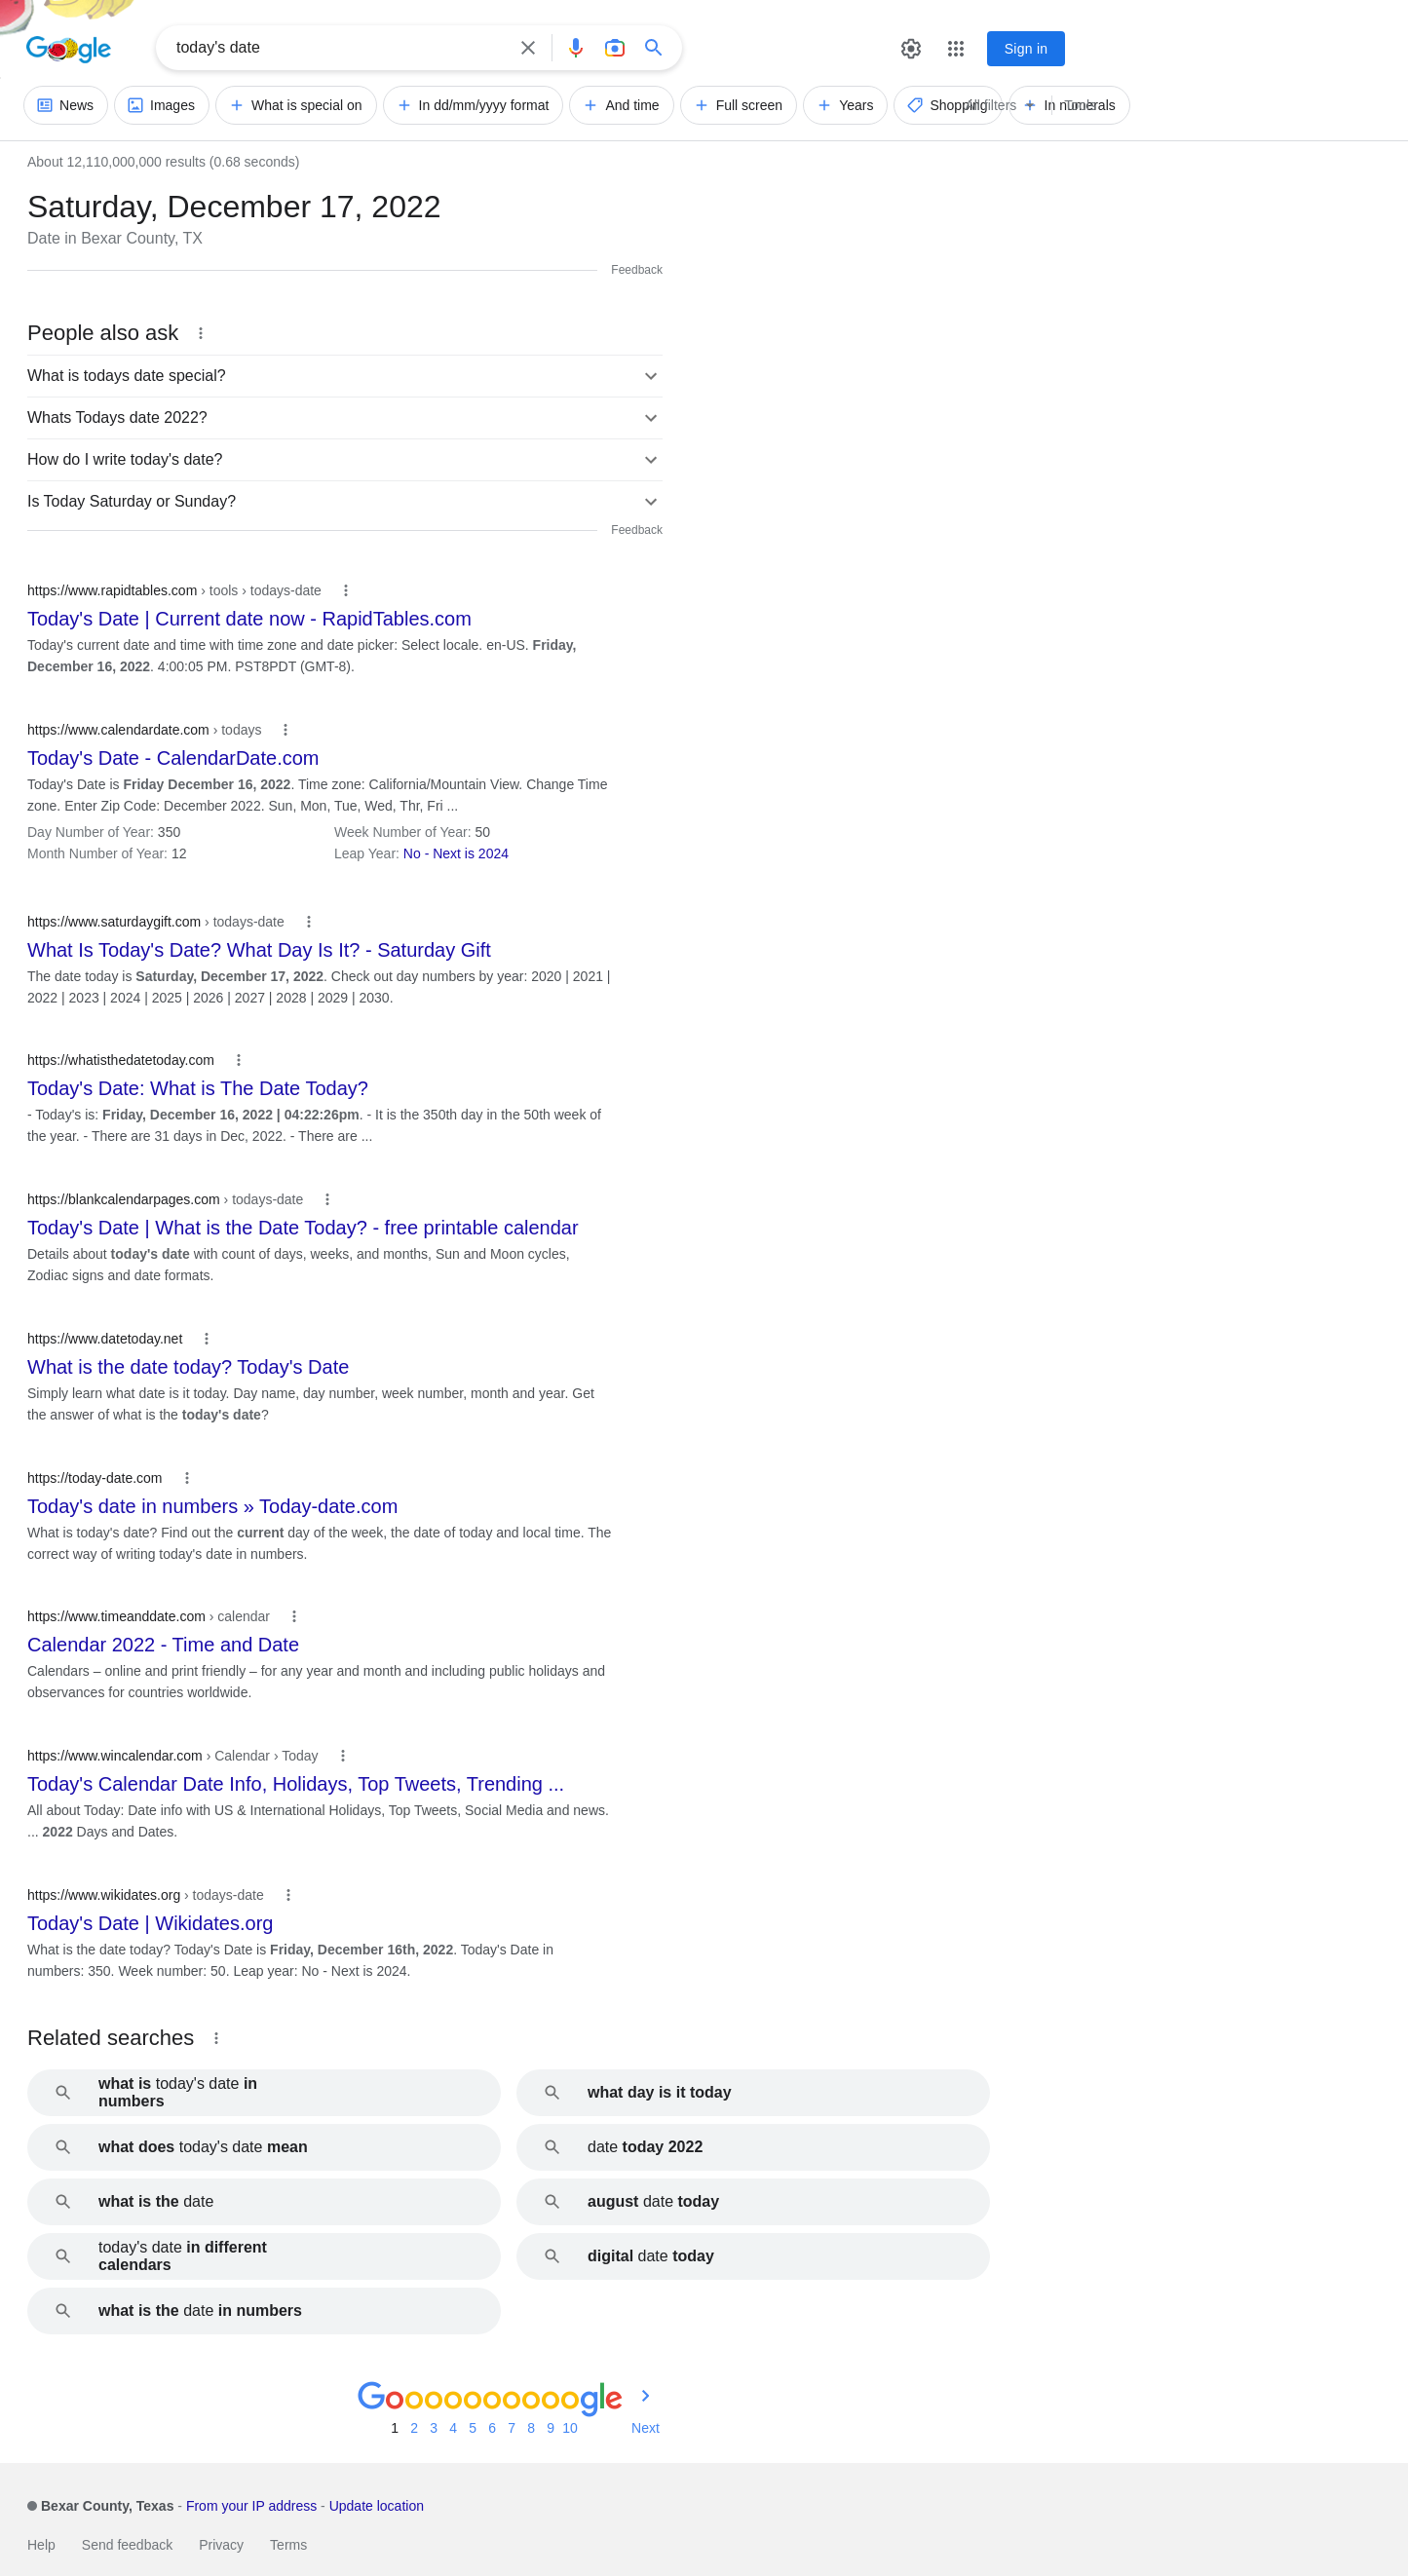 Google
today's date
Sign in
News
Images
What is special on
In dd/mm/yyyy format
And time
Full screen
Years
Shopping
In numerals
All filters
Tools
About 12,110,000,000 results (0.68 seconds)
Saturday, December 17, 2022
Date in Bexar County, TX
Feedback
People also ask
What is todays date special?
Whats Todays date 2022?
How do I write today's date?
Is Today Saturday or Sunday?
Feedback
https://www.rapidtables.com › tools › todays-date
Today's Date | Current date now - RapidTables.com
Today's current date and time with time zone and date picker: Select locale. en-US. Friday,
December 16, 2022. 4:00:05 PM. PST8PDT (GMT-8).
https://www.calendardate.com › todays
Today's Date - CalendarDate.com
Today's Date is Friday December 16, 2022. Time zone: California/Mountain View. Change Time
zone. Enter Zip Code: December 2022. Sun, Mon, Tue, Wed, Thr, Fri ...
Day Number of Year: 350
Week Number of Year: 50
Month Number of Year: 12
Leap Year: No - Next is 2024
https://www.saturdaygift.com › todays-date
What Is Today's Date? What Day Is It? - Saturday Gift
The date today is Saturday, December 17, 2022. Check out day numbers by year: 2020 | 2021 |
2022 | 2023 | 2024 | 2025 | 2026 | 2027 | 2028 | 2029 | 2030.
https://whatisthedatetoday.com
Today's Date: What is The Date Today?
- Today's is: Friday, December 16, 2022 | 04:22:26pm. - It is the 350th day in the 50th week of
the year. - There are 31 days in Dec, 2022. - There are ...
https://blankcalendarpages.com › todays-date
Today's Date | What is the Date Today? - free printable calendar
Details about today's date with count of days, weeks, and months, Sun and Moon cycles,
Zodiac signs and date formats.
https://www.datetoday.net
What is the date today? Today's Date
Simply learn what date is it today. Day name, day number, week number, month and year. Get
the answer of what is the today's date?
https://today-date.com
Today's date in numbers » Today-date.com
What is today's date? Find out the current day of the week, the date of today and local time. The
correct way of writing today's date in numbers.
https://www.timeanddate.com › calendar
Calendar 2022 - Time and Date
Calendars – online and print friendly – for any year and month and including public holidays and
observances for countries worldwide.
https://www.wincalendar.com › Calendar › Today
Today's Calendar Date Info, Holidays, Top Tweets, Trending ...
All about Today: Date info with US & International Holidays, Top Tweets, Social Media and news.
... 2022 Days and Dates.
https://www.wikidates.org › todays-date
Today's Date | Wikidates.org
What is the date today? Today's Date is Friday, December 16th, 2022. Today's Date in
numbers: 350. Week number: 50. Leap year: No - Next is 2024.
Related searches
what is today's date in
numbers
what day is it today
what does today's date mean
date today 2022
what is the date
august date today
today's date in different
calendars
digital date today
what is the date in numbers
Goooooooooogle
1 2 3 4 5 6 7 8 9 10 Next
Bexar County, Texas - From your IP address - Update location
Help Send feedback Privacy Terms